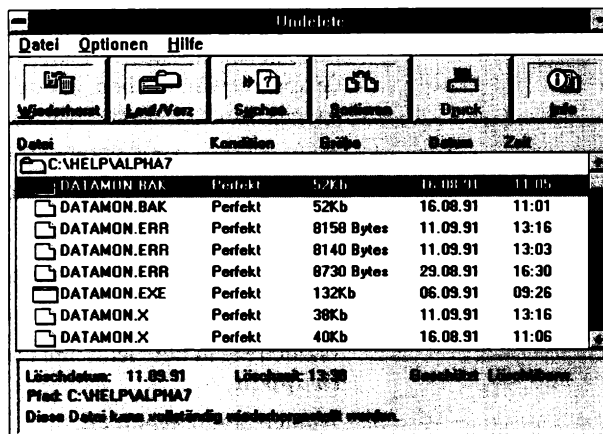 Undelete
Datei Optionen Hilfe
Wiederherst Lauf/Verz Suchen Sortieren Druck Info
Datei Kondition Größe Datum Zeit
C:\HELP\ALPHA7
DATAMON.BAK Perfekt 52Kb 16.08.91 11:05
DATAMON.BAK Perfekt 52Kb 16.08.91 11:01
DATAMON.ERR Perfekt 8158 Bytes 11.09.91 13:16
DATAMON.ERR Perfekt 8140 Bytes 11.09.91 13:03
DATAMON.ERR Perfekt 8730 Bytes 29.08.91 16:30
DATAMON.EXE Perfekt 132Kb 06.09.91 09:26
DATAMON.X Perfekt 38Kb 11.09.91 13:16
DATAMON.X Perfekt 40Kb 16.08.91 11:06
Löschdatum: 11.09.91 Löschzeit: Geschützt:
Pfad: C:\HELP\ALPHA7
Diese Datei kann vollständig wiederhergestellt werden.